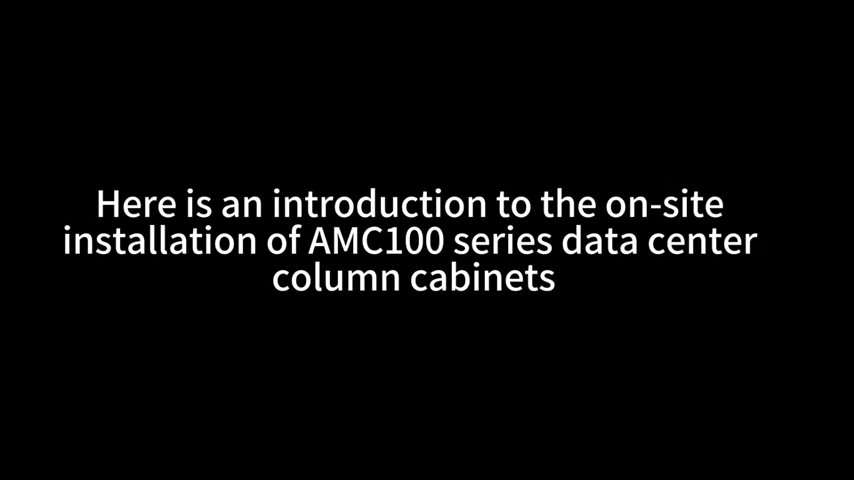 Here is an introduction to the on-site
installation of AMC100 series data center
column cabinets